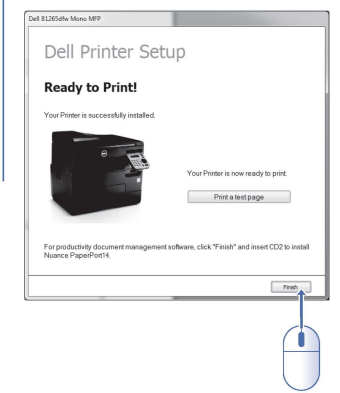 Dell B1265dfw Mono MFP
Dell Printer Setup
Ready to Print!
Your Printer is successfully installed.
Your Printer is now ready to print.
Print a test page
For productivity document management software, click "Finish" and insert CD2 to install
Nuance PaperPort14.
Finish